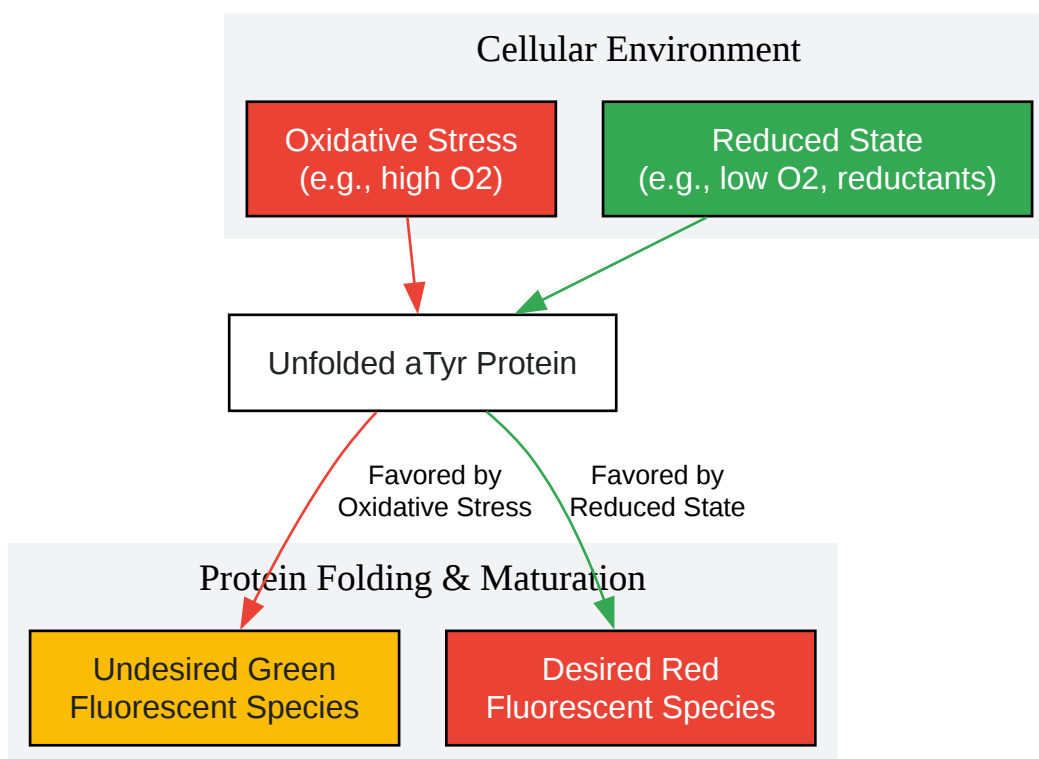 Cellular Environment
Oxidative Stress
(e.g., high O2)
Reduced State
(e.g., low O2, reductants)
Unfolded aTyr Protein
Favored by
Oxidative Stress
Favored by
Reduced State
Protein Folding & Maturation
Undesired Green
Fluorescent Species
Desired Red
Fluorescent Species